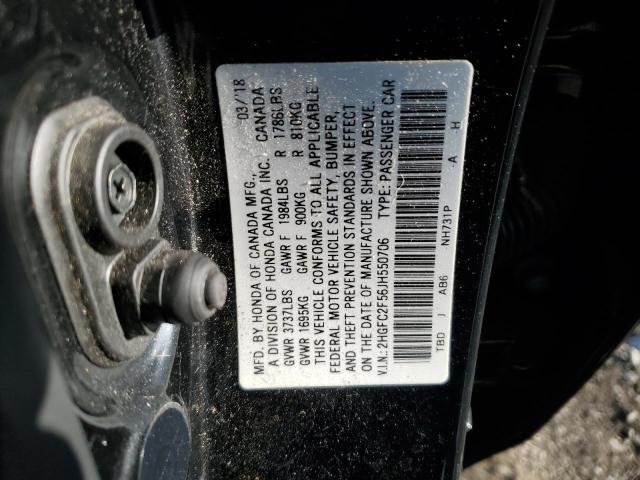 MFD. BY HONDA OF CANADA MFG., 03/'18
A DIVISION OF HONDA CANADA INC. CANADA
GVWR 3737LBS GAWR F 1984LBS R 1786LBS
GVWR 1695KG GAWR F 900KG R 810KG
THIS VEHICLE CONFORMS TO ALL APPLICABLE
FEDERAL MOTOR VEHICLE SAFETY, BUMPER,
AND THEFT PREVENTION STANDARDS IN EFFECT
ON THE DATE OF MANUFACTURE SHOWN ABOVE.
V.I.N.: 2HGFC2F56JH550706 TYPE: PASSENGER CAR
TBD J AB6 NH731P A H